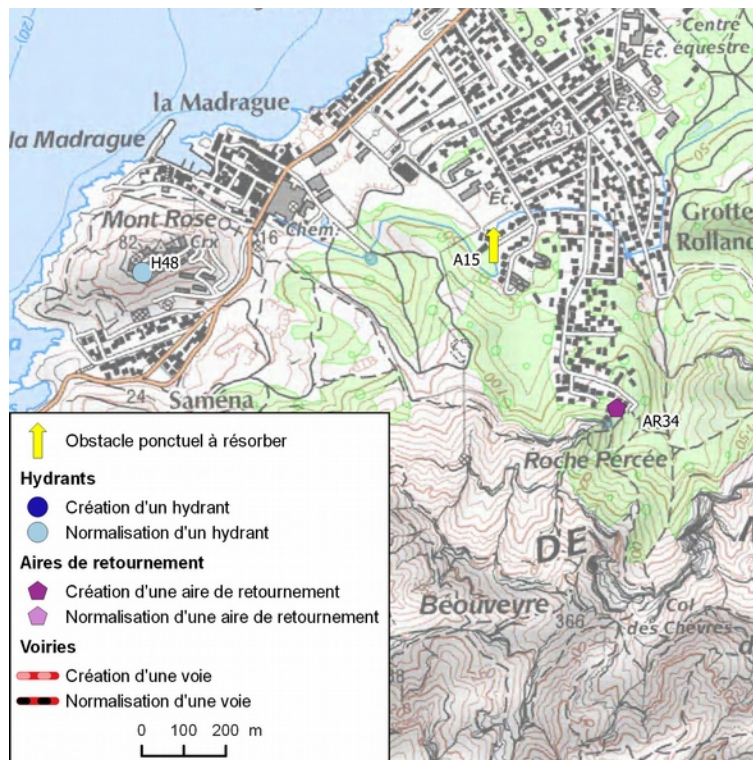 (20)
Centre
équestre
Éc.
la Madrague
Éc.
31
la Madrague
50
Éc.
Grotte
Rolland
Mont Rose
16
Chem.
82
Crx
H48
A15
100
24
Samena
AR34
Roche Percée
DE
Béouveyre
366
Col
des Chèvres
Obstacle ponctuel à résorber
Hydrants
Création d'un hydrant
Normalisation d'un hydrant
Aires de retournement
Création d'une aire de retournement
Normalisation d'une aire de retournement
Voiries
Création d'une voie
Normalisation d'une voie
0 100 200 m